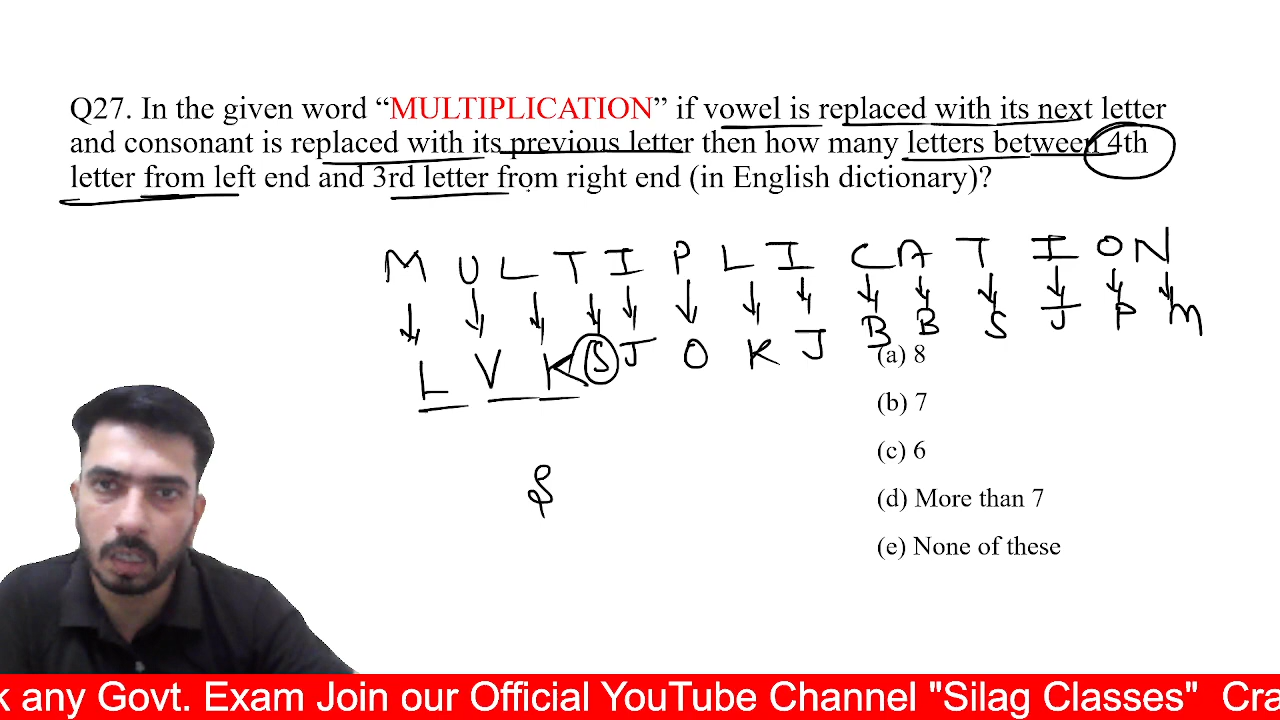 Q27. In the given word “MULTIPLICATION” if vowel is replaced with its next letter
and consonant is replaced with its previous letter then how many letters between 4th
letter from left end and 3rd letter from right end (in English dictionary)?
M U L T I P L I C A T I O N
L V K S J O K J B B S J P M
(a) 8
(b) 7
(c) 6
S
(d) More than 7
(e) None of these
k any Govt. Exam Join our Official YouTube Channel "Silag Classes" Cra